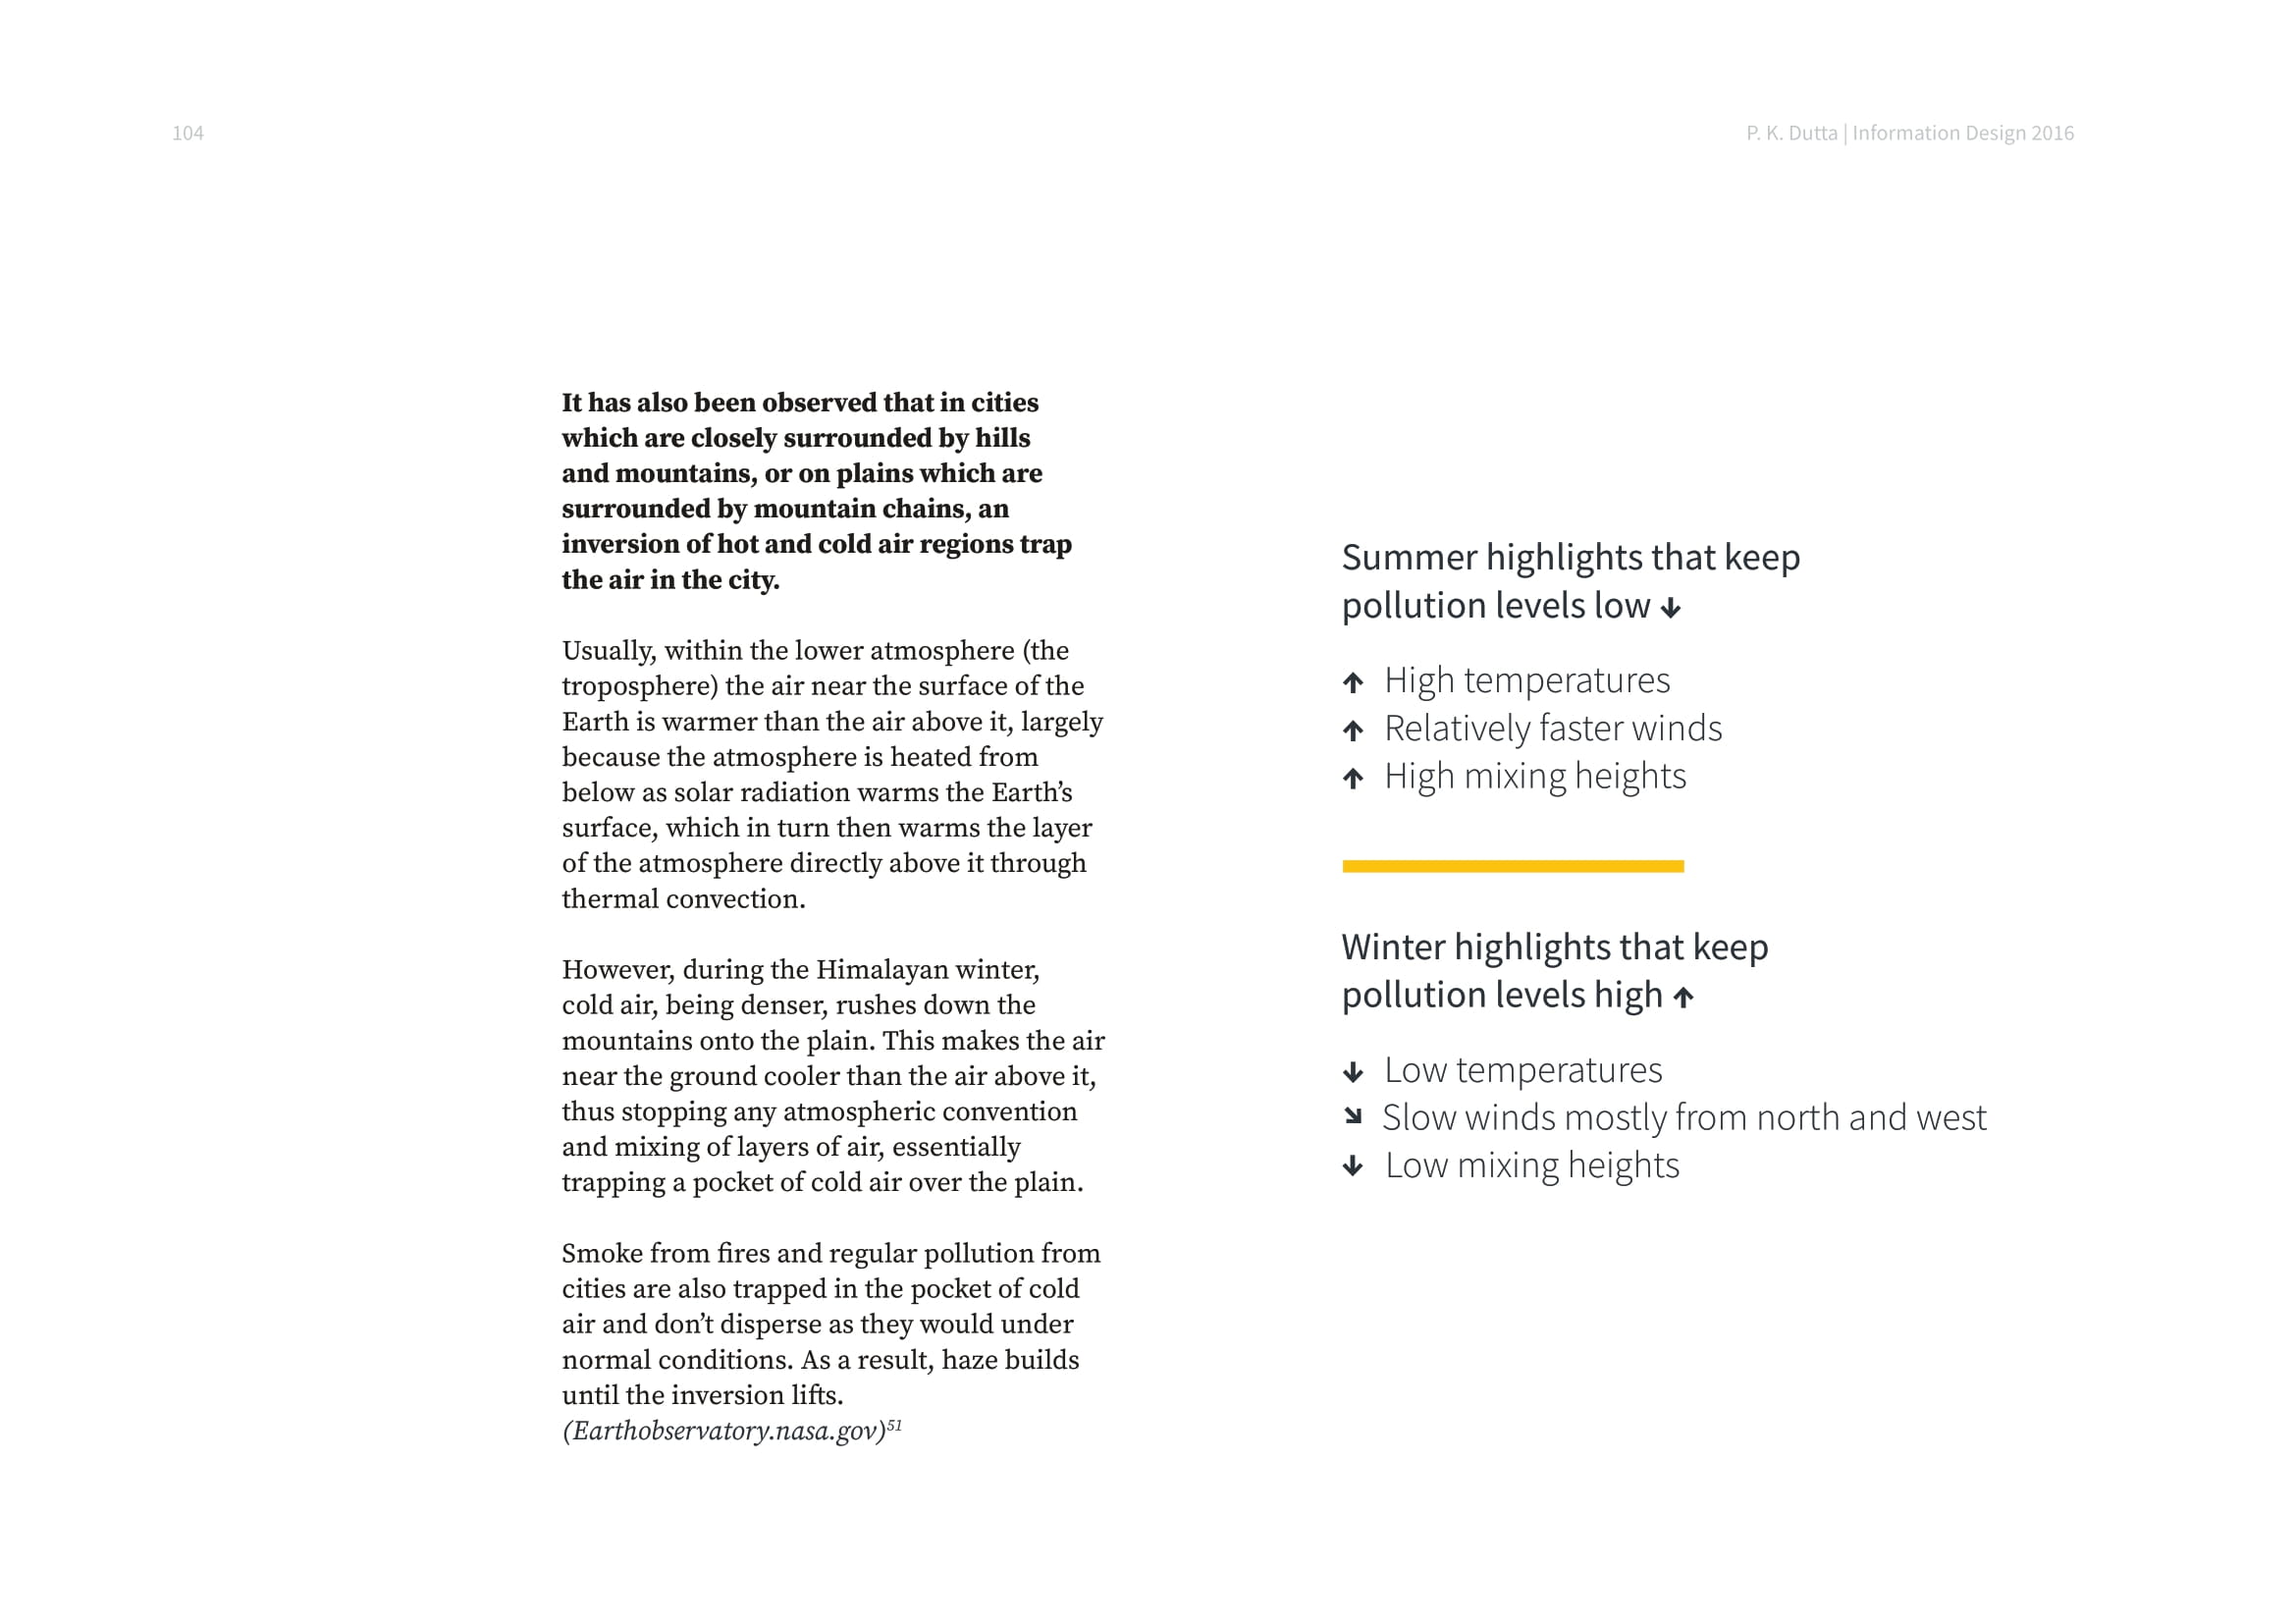 104
P. K. Dutta | Information Design 2016
It has also been observed that in cities
which are closely surrounded by hills
and mountains, or on plains which are
surrounded by mountain chains, an
inversion of hot and cold air regions trap
the air in the city.
Usually, within the lower atmosphere (the
troposphere) the air near the surface of the
Earth is warmer than the air above it, largely
because the atmosphere is heated from
below as solar radiation warms the Earth’s
surface, which in turn then warms the layer
of the atmosphere directly above it through
thermal convection.
However, during the Himalayan winter,
cold air, being denser, rushes down the
mountains onto the plain. This makes the air
near the ground cooler than the air above it,
thus stopping any atmospheric convention
and mixing of layers of air, essentially
trapping a pocket of cold air over the plain.
Smoke from fires and regular pollution from
cities are also trapped in the pocket of cold
air and don’t disperse as they would under
normal conditions. As a result, haze builds
until the inversion lifts.
(Earthobservatory.nasa.gov)51
Summer highlights that keep
pollution levels low ↓
↑ High temperatures
↑ Relatively faster winds
↑ High mixing heights
Winter highlights that keep
pollution levels high ↑
↓ Low temperatures
↘ Slow winds mostly from north and west
↓ Low mixing heights